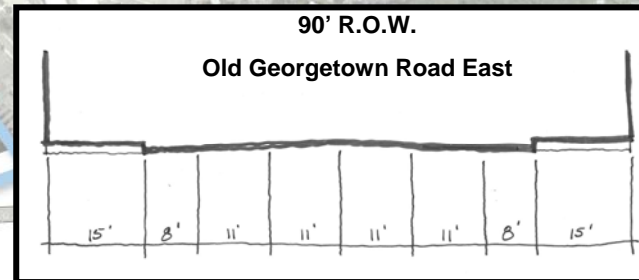 90’ R.O.W.
Old Georgetown Road East
15' 8' 11' 11' 11' 11' 8' 15'